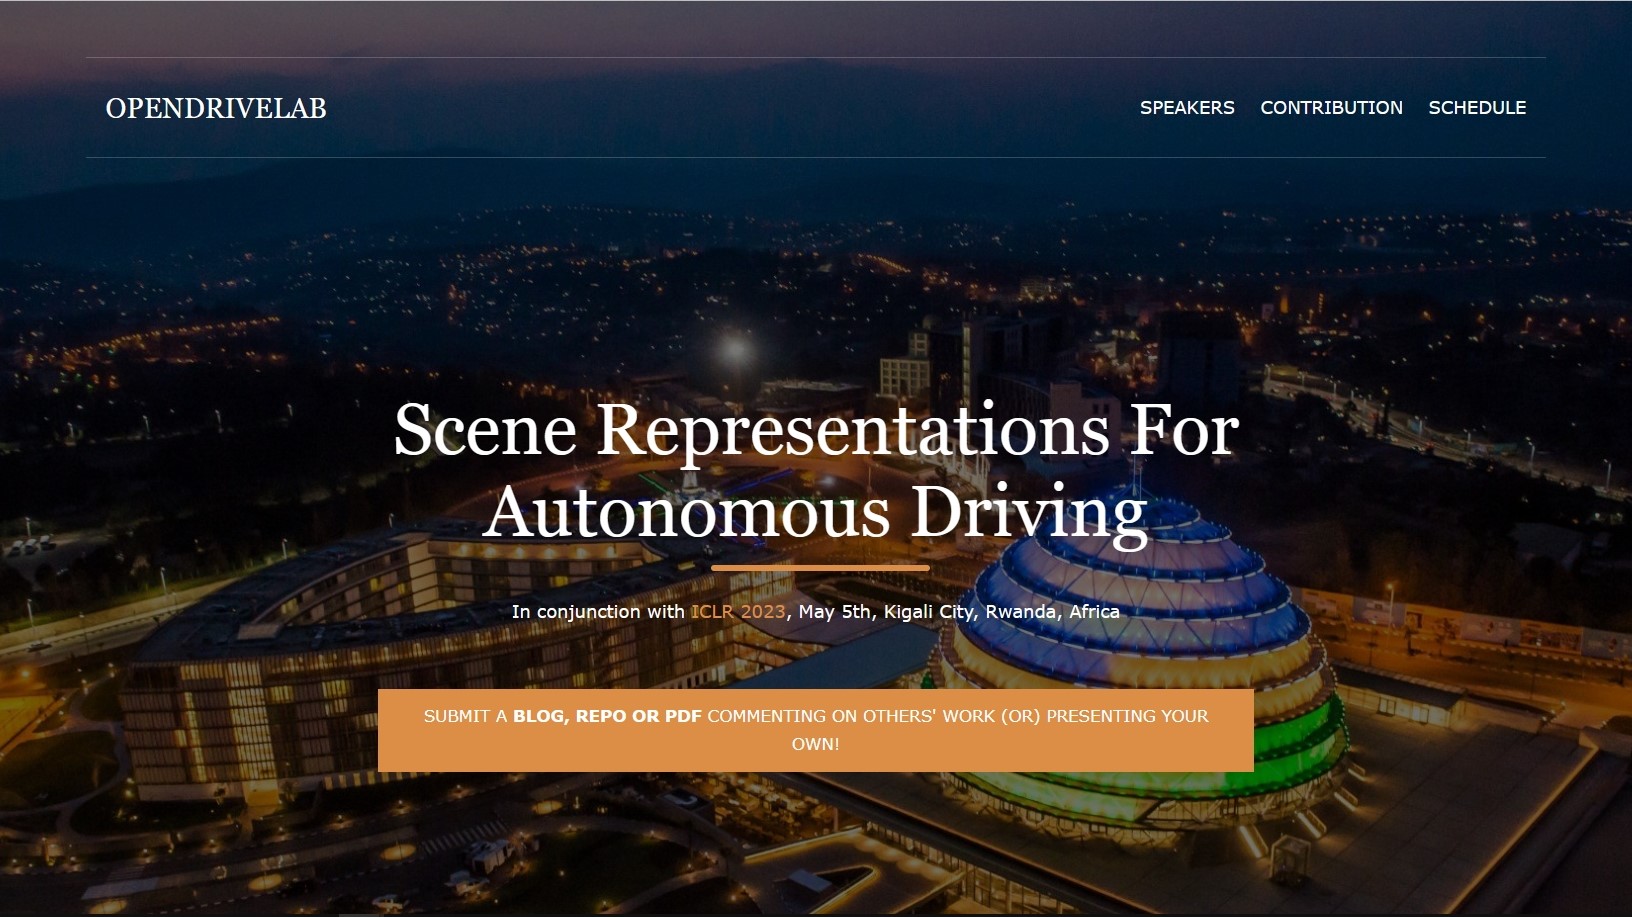 OPENDRIVELAB
SPEAKERS CONTRIBUTION SCHEDULE
Scene Representations For
Autonomous Driving
In conjunction with ICLR 2023, May 5th, Kigali City, Rwanda, Africa
SUBMIT A BLOG, REPO OR PDF COMMENTING ON OTHERS' WORK (OR) PRESENTING YOUR
OWN!